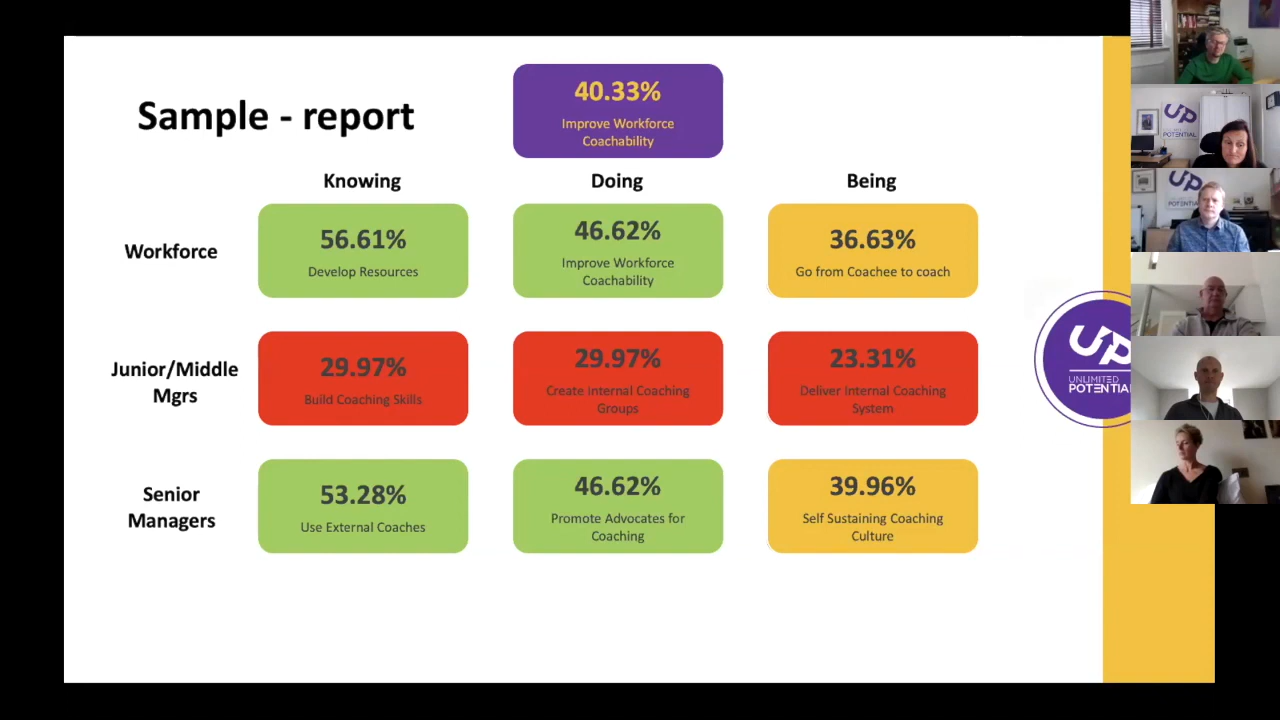 40.33%
Improve Workforce
Coachability
Sample - report
Knowing
Doing
Being
Workforce
56.61%
Develop Resources
46.62%
Improve Workforce
Coachability
36.63%
Go from Coachee to coach
Junior/Middle
Mgrs
29.97%
Build Coaching Skills
29.97%
Create Internal Coaching
Groups
23.31%
Deliver Internal Coaching
System
Senior
Managers
53.28%
Use External Coaches
46.62%
Promote Advocates for
Coaching
39.96%
Self Sustaining Coaching
Culture
UP
UNLIMITED
POTENTIA
UP
POTENTIAL
UP